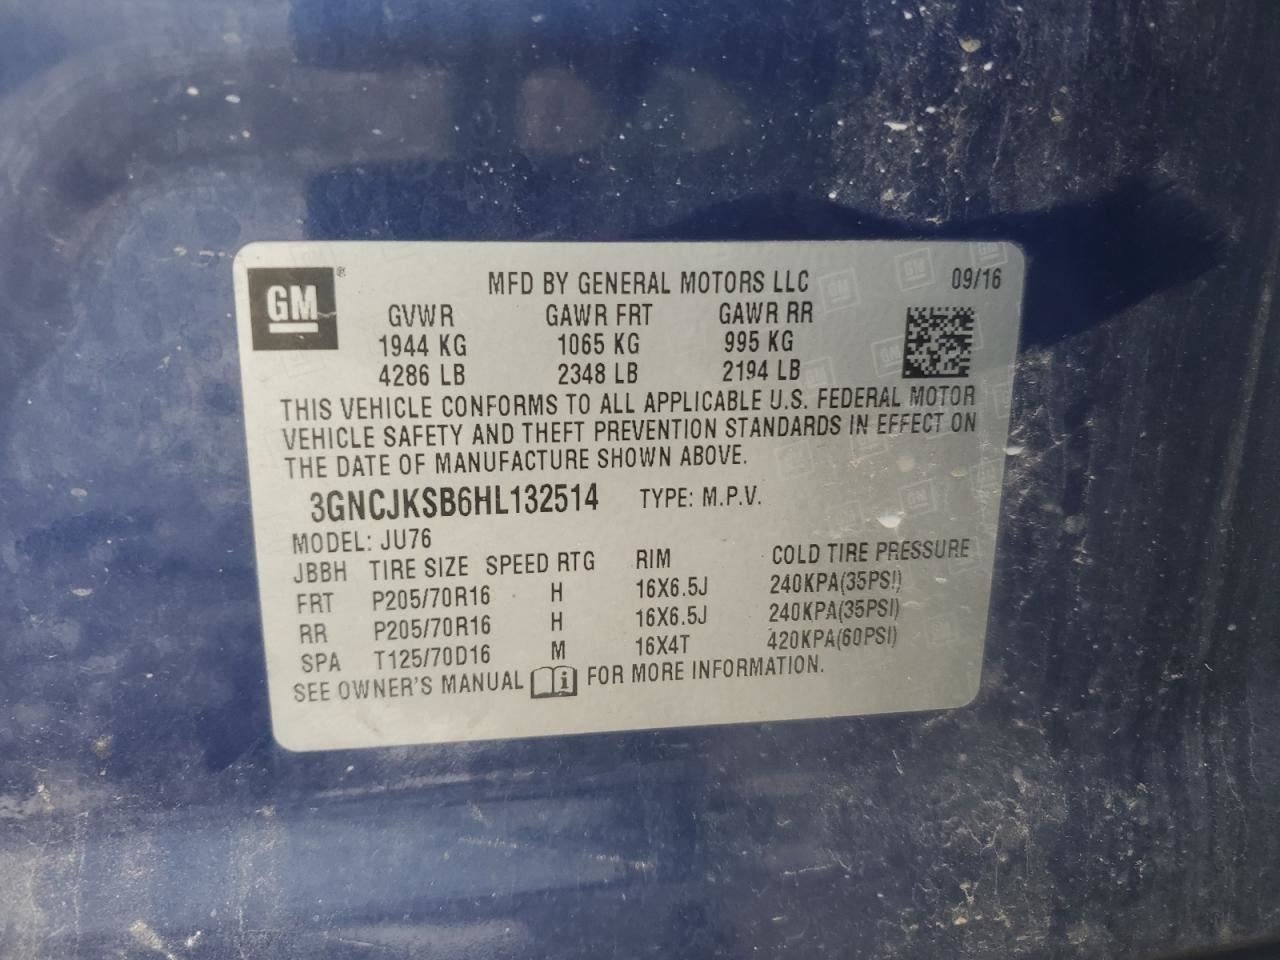 GM ®
MFD BY GENERAL MOTORS LLC 09/16
GVWR GAWR FRT GAWR RR
1944 KG 1065 KG 995 KG
4286 LB 2348 LB 2194 LB
THIS VEHICLE CONFORMS TO ALL APPLICABLE U.S. FEDERAL MOTOR
VEHICLE SAFETY AND THEFT PREVENTION STANDARDS IN EFFECT ON
THE DATE OF MANUFACTURE SHOWN ABOVE.
3GNCJKSB6HL132514 TYPE: M.P.V.
MODEL: JU76
JBBH TIRE SIZE SPEED RTG RIM COLD TIRE PRESSURE
FRT P205/70R16 H 16X6.5J 240KPA(35PSI)
RR P205/70R16 H 16X6.5J 240KPA(35PSI)
SPA T125/70D16 M 16X4T 420KPA(60PSI)
SEE OWNER'S MANUAL i FOR MORE INFORMATION.